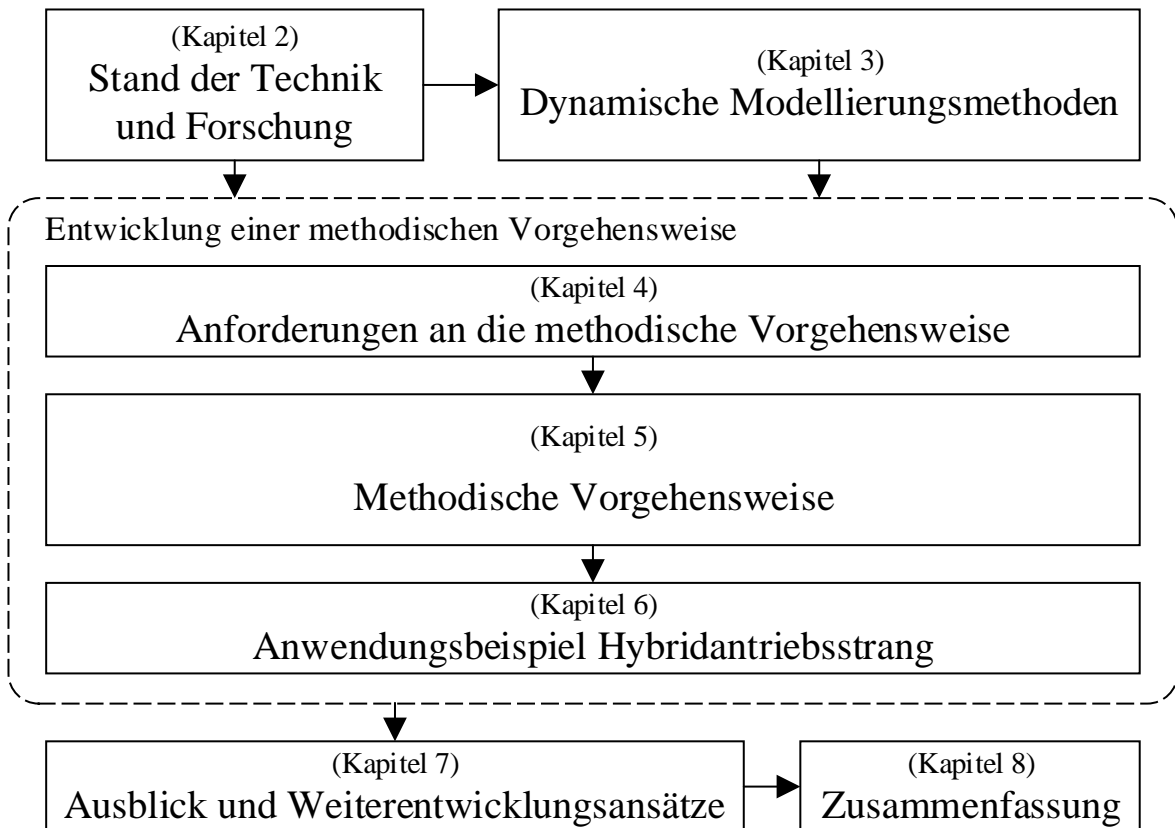 (Kapitel 2)
Stand der Technik
und Forschung
(Kapitel 3)
Dynamische Modellierungsmethoden
Entwicklung einer methodischen Vorgehensweise
(Kapitel 4)
Anforderungen an die methodische Vorgehensweise
(Kapitel 5)
Methodische Vorgehensweise
(Kapitel 6)
Anwendungsbeispiel Hybridantriebsstrang
(Kapitel 7)
Ausblick und Weiterentwicklungsansätze
(Kapitel 8)
Zusammenfassung